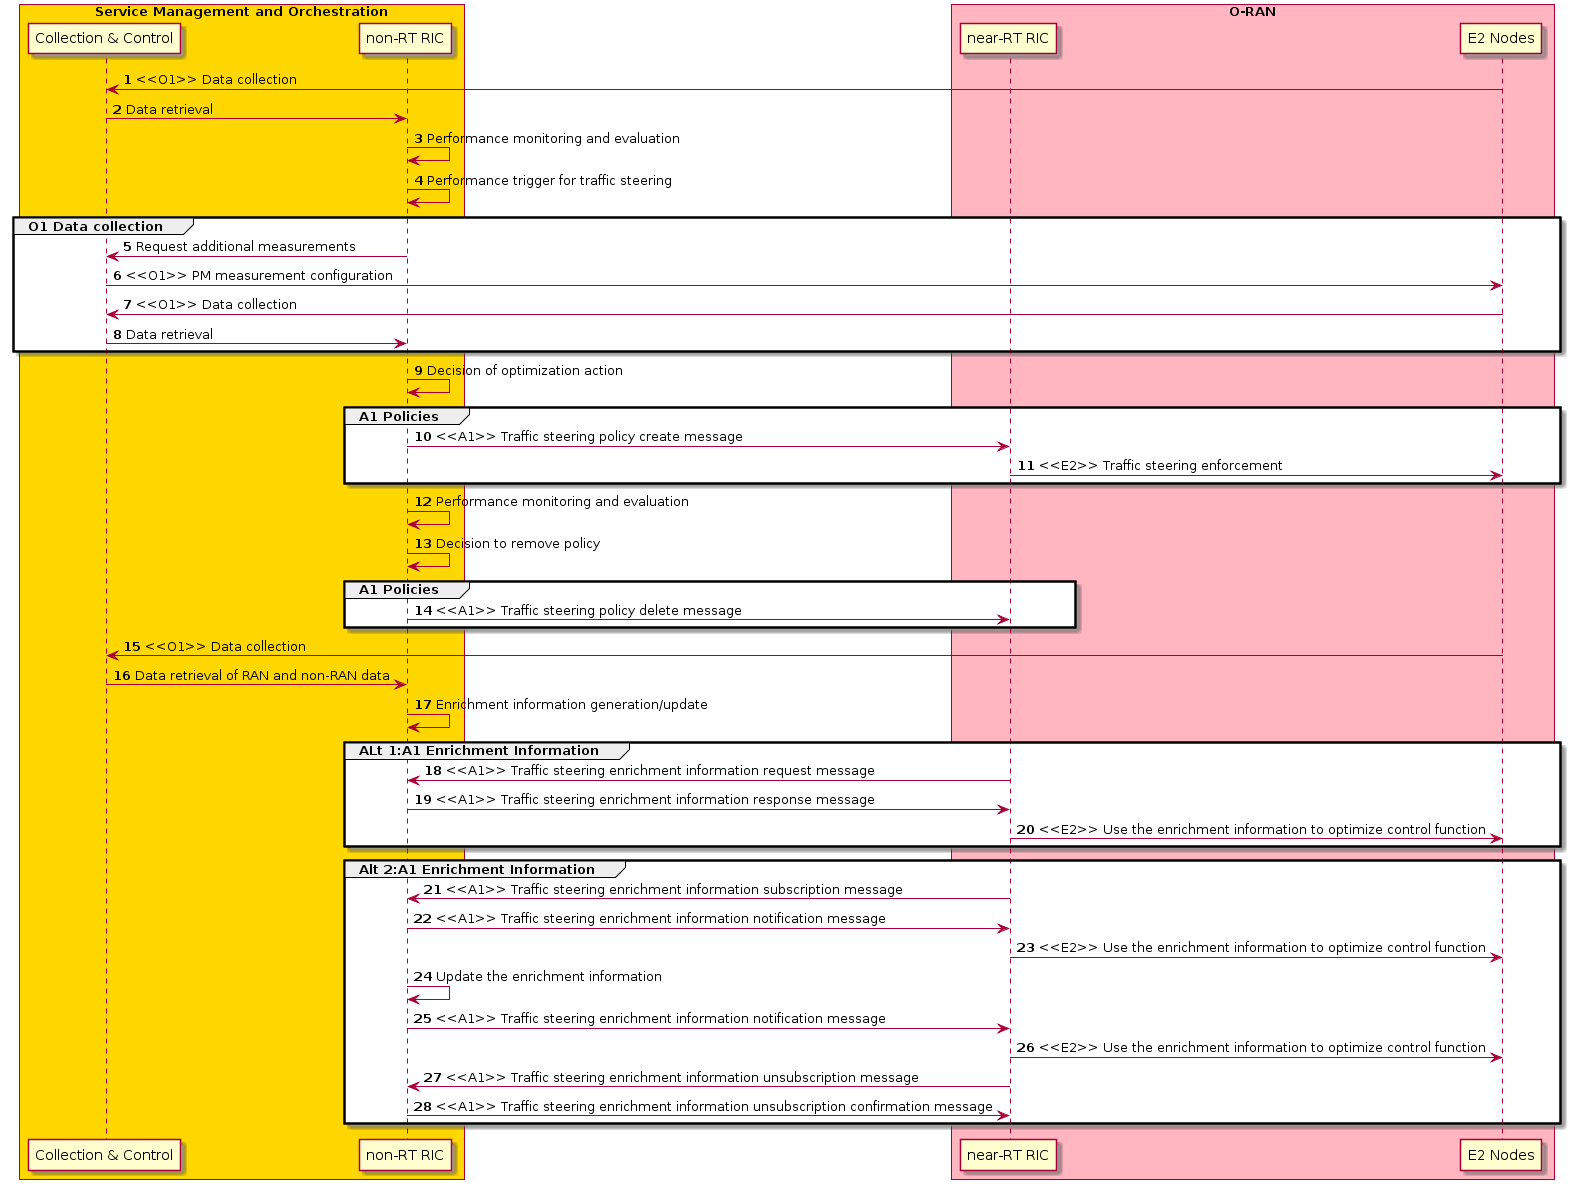 Service Management and Orchestration
O-RAN
Collection & Control
non-RT RIC
near-RT RIC
E2 Nodes
1 <<O1>> Data collection
2 Data retrieval
3 Performance monitoring and evaluation
4 Performance trigger for traffic steering
O1 Data collection
5 Request additional measurements
6 <<O1>> PM measurement configuration
7 <<O1>> Data collection
8 Data retrieval
9 Decision of optimization action
A1 Policies
10 <<A1>> Traffic steering policy create message
11 <<E2>> Traffic steering enforcement
12 Performance monitoring and evaluation
13 Decision to remove policy
A1 Policies
14 <<A1>> Traffic steering policy delete message
15 <<O1>> Data collection
16 Data retrieval of RAN and non-RAN data
17 Enrichment information generation/update
ALt 1:A1 Enrichment Information
18 <<A1>> Traffic steering enrichment information request message
19 <<A1>> Traffic steering enrichment information response message
20 <<E2>> Use the enrichment information to optimize control function
Alt 2:A1 Enrichment Information
21 <<A1>> Traffic steering enrichment information subscription message
22 <<A1>> Traffic steering enrichment information notification message
23 <<E2>> Use the enrichment information to optimize control function
24 Update the enrichment information
25 <<A1>> Traffic steering enrichment information notification message
26 <<E2>> Use the enrichment information to optimize control function
27 <<A1>> Traffic steering enrichment information unsubscription message
28 <<A1>> Traffic steering enrichment information unsubscription confirmation message
Collection & Control
non-RT RIC
near-RT RIC
E2 Nodes